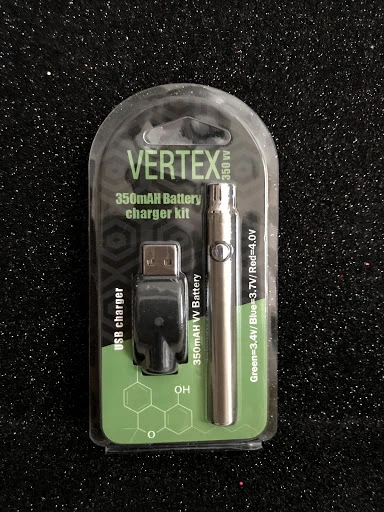 VERTEX
350 VV
350mAH Battery
charger kit
USB charger
350mAH VV Battery
Green=3.4V/ Blue=3.7V/ Red=4.0V
OH
O